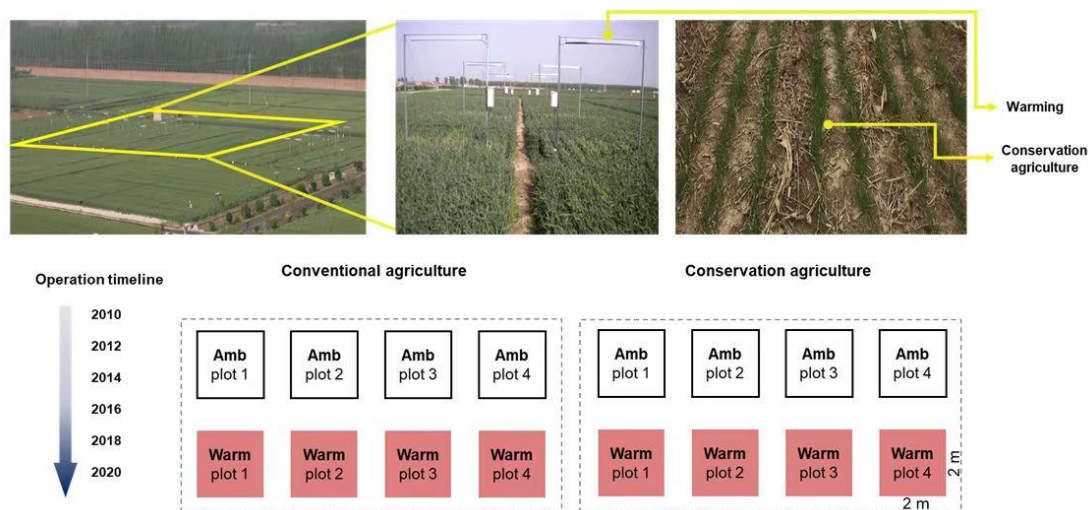 Warming
Conservation
agriculture
Operation timeline
Conventional agriculture
Conservation agriculture
2010
2012
2014
2016
2018
2020
Amb
plot 1
Amb
plot 2
Amb
plot 3
Amb
plot 4
Amb
plot 1
Amb
plot 2
Amb
plot 3
Amb
plot 4
Warm
plot 1
Warm
plot 2
Warm
plot 3
Warm
plot 4
Warm
plot 1
Warm
plot 2
Warm
plot 3
Warm
plot 4
2 m
2 m